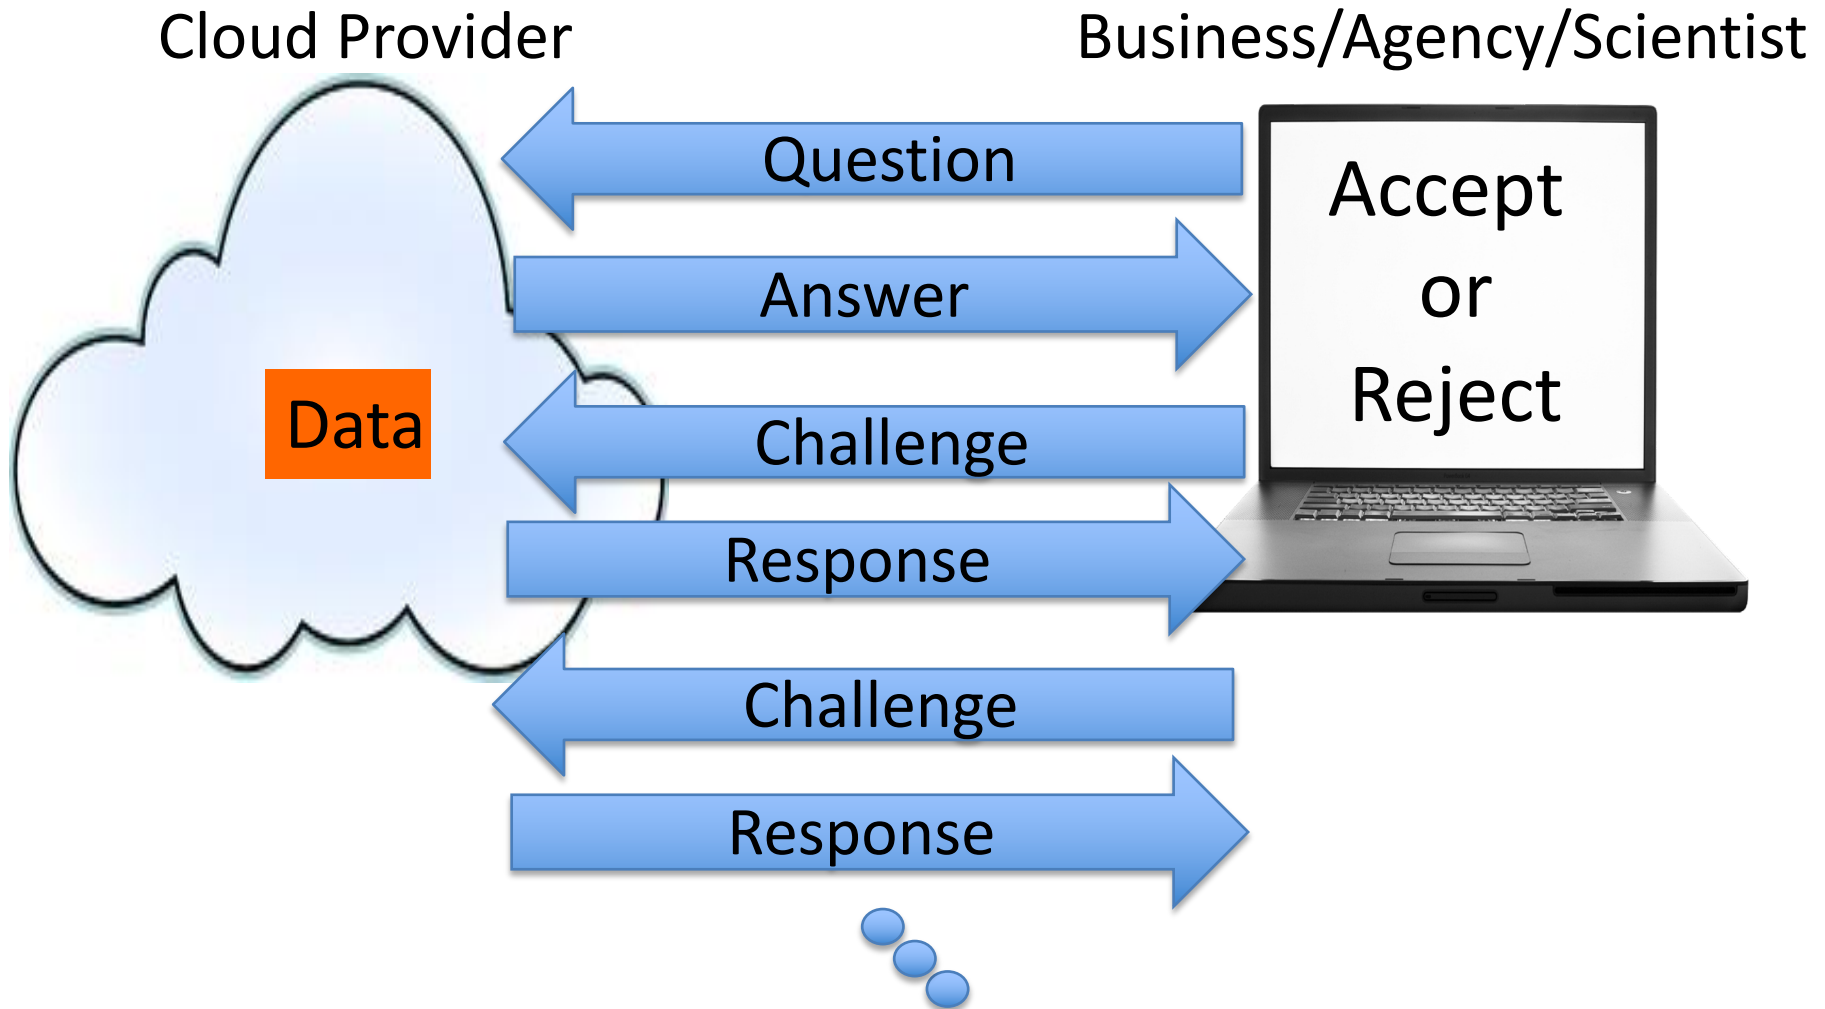 Cloud Provider
Business/Agency/Scientist
Question
Answer
Challenge
Response
Challenge
Response
Data
Accept
or
Reject